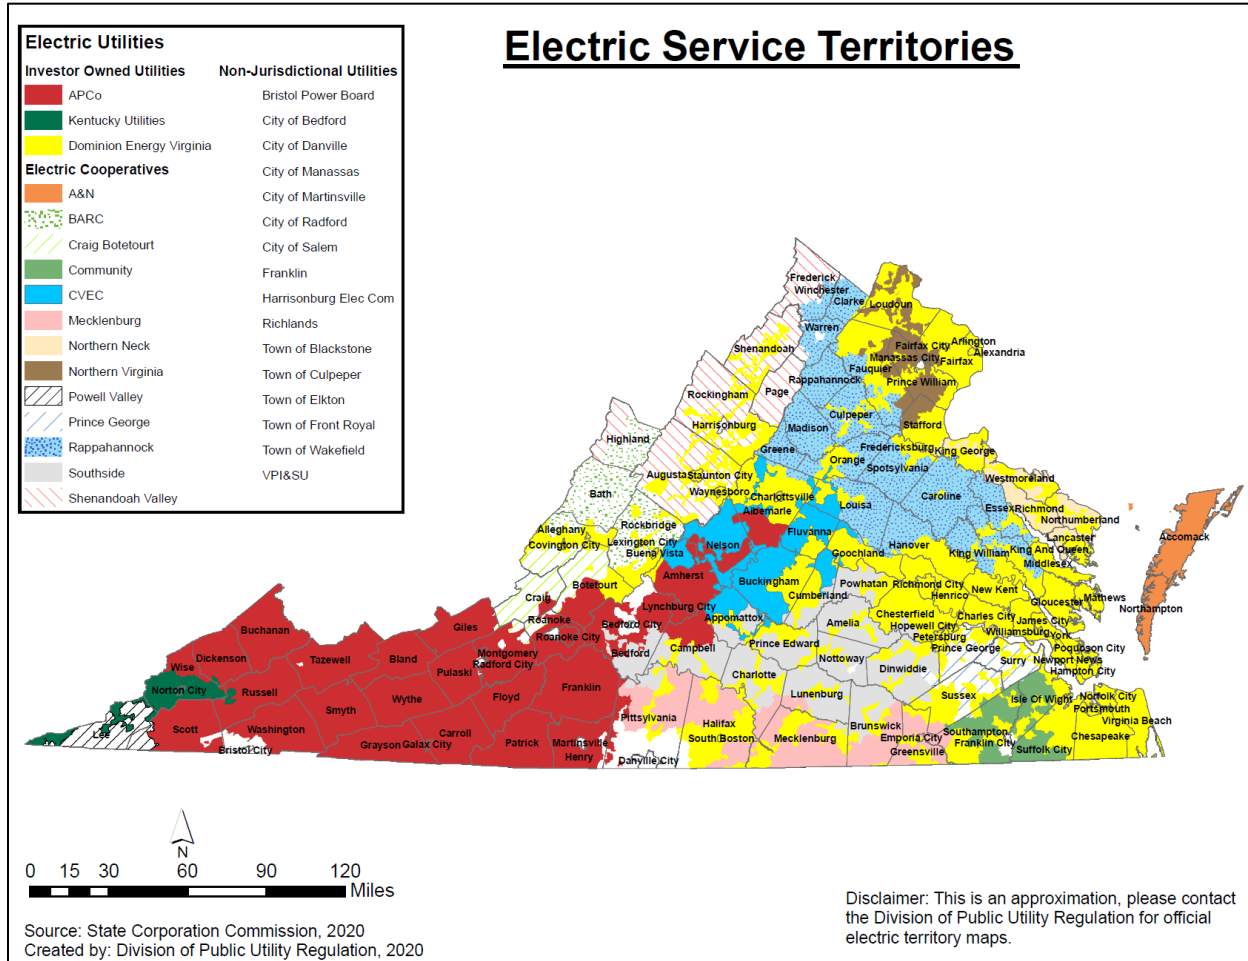 Electric Service Territories
Electric Utilities
Investor Owned Utilities
APCo
Kentucky Utilities
Dominion Energy Virginia
Electric Cooperatives
A&N
BARC
Craig Botetourt
Community
CVEC
Mecklenburg
Northern Neck
Northern Virginia
Powell Valley
Prince George
Rappahannock
Southside
Shenandoah Valley
Non-Jurisdictional Utilities
Bristol Power Board
City of Bedford
City of Danville
City of Manassas
City of Martinsville
City of Radford
City of Salem
Franklin
Harrisonburg Elec Com
Richlands
Town of Blackstone
Town of Culpeper
Town of Elkton
Town of Front Royal
Town of Wakefield
VPI&SU
Frederick
Winchester
Clarke
Loudoun
Warren
Shenandoah
Fairfax City
Arlington
Alexandria
Manassas City
Fairfax
Fauquier
Rappahannock
Prince William
Page
Rockingham
Culpeper
Stafford
Harrisonburg
Madison
Highland
Greene
Fredericksburg
King George
Orange
Spotsylvania
Augusta
Staunton City
Westmoreland
Bath
Waynesboro
Charlottsville
Caroline
Albemarle
Louisa
Essex
Richmond
Northumberland
Rockbridge
Alleghany
Fluvanna
Lancaster
Accomack
Covington City
Lexington City
Nelson
Hanover
King And Queen
Buena Vista
Goochland
King William
Middlesex
Amherst
Buckingham
Powhatan
Richmond City
Botetourt
Henrico
New Kent
Craig
Cumberland
Gloucester
Mathews
Lynchburg City
Northampton
Roanoke
Appomattox
Chesterfield
Charles City
James City
Bedford City
Amelia
Hopewell City
Williamsburg
York
Buchanan
Giles
Roanoke City
Petersburg
Campbell
Prince Edward
Prince George
Poquoson City
Bedford
Montgomery
Nottoway
Surry
Newport News
Dickenson
Tazewell
Bland
Radford City
Dinwiddie
Hampton City
Wise
Pulaski
Charlotte
Norton City
Russell
Franklin
Lunenburg
Sussex
Isle Of Wight
Norfolk City
Wythe
Floyd
Portsmouth
Smyth
Pittsylvania
Virginia Beach
Scott
Washington
Halifax
Brunswick
Southampton
Lee
Carroll
South Boston
Mecklenburg
Emporia City
Chesapeake
Bristol City
Grayson
Galax City
Patrick
Martinsville
Franklin City
Greensville
Suffolk City
Henry
Danville City
N
0 15 30 60 90 120
Miles
Source: State Corporation Commission, 2020
Created by: Division of Public Utility Regulation, 2020
Disclaimer: This is an approximation, please contact
the Division of Public Utility Regulation for official
electric territory maps.